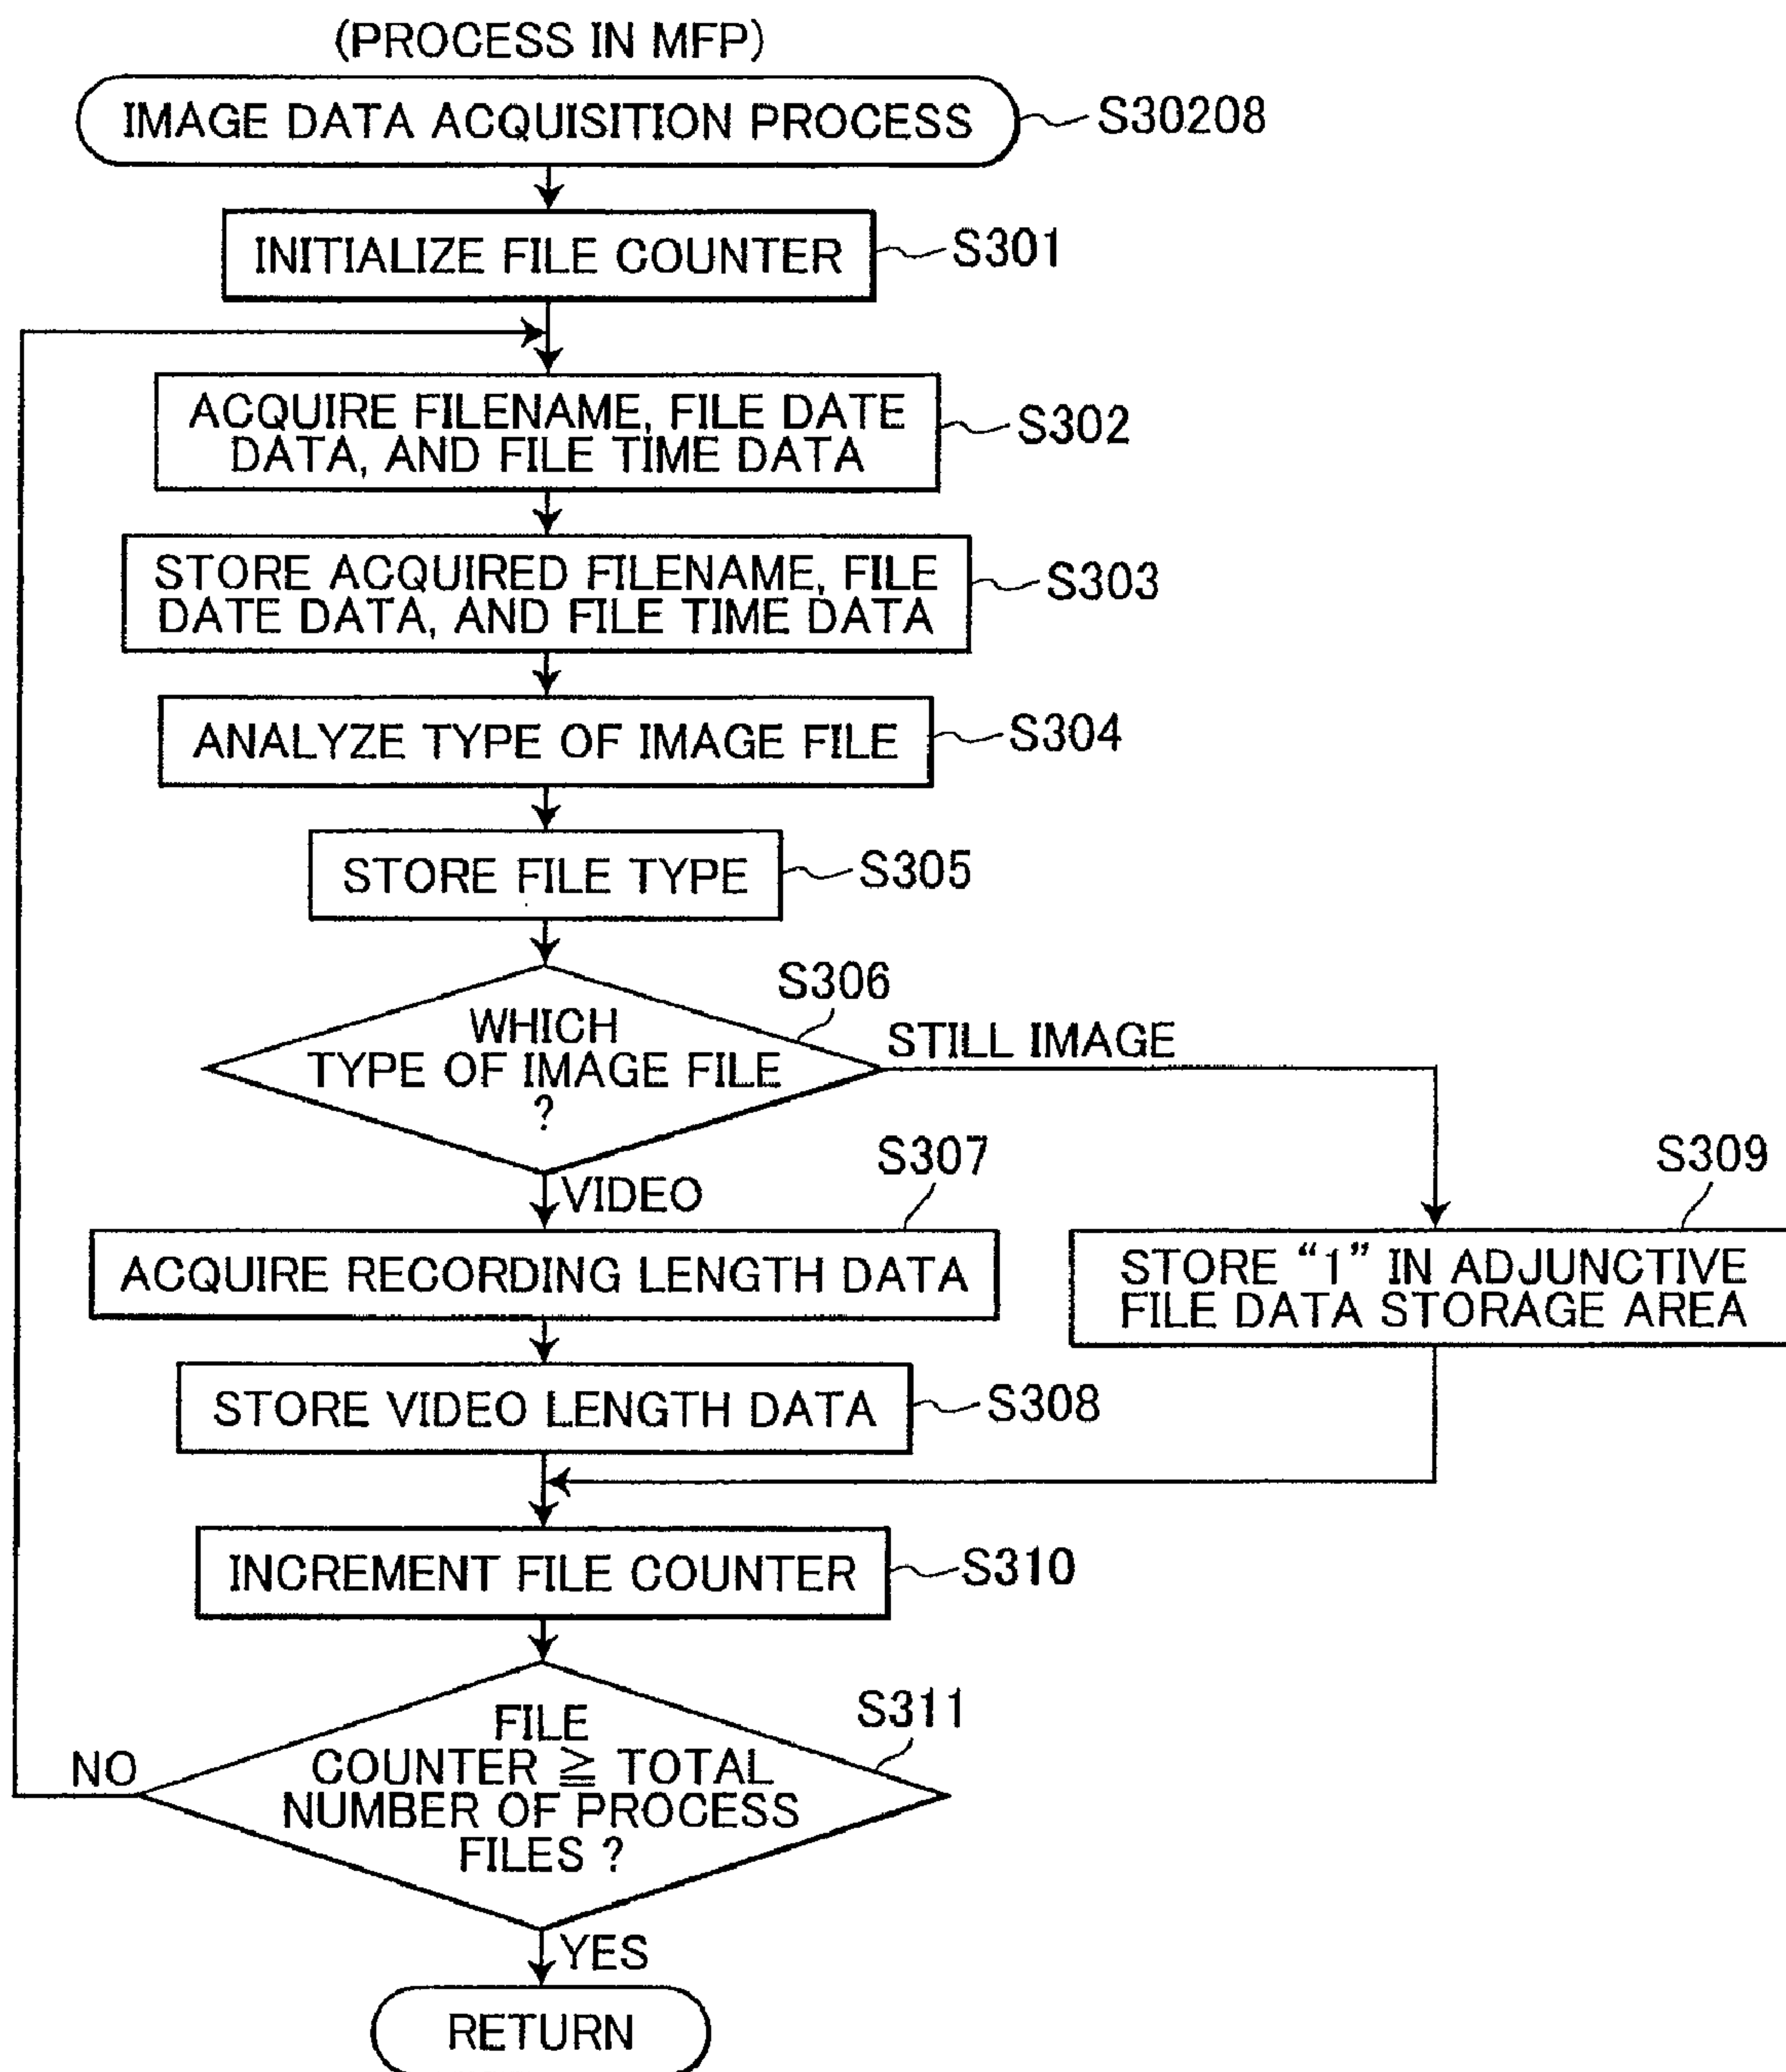 (PROCESS IN MFP)
IMAGE DATA ACQUISITION PROCESS
S30208
INITIALIZE FILE COUNTER
S301
ACQUIRE FILENAME, FILE DATE
DATA, AND FILE TIME DATA
S302
STORE ACQUIRED FILENAME, FILE
DATE DATA, AND FILE TIME DATA
S303
ANALYZE TYPE OF IMAGE FILE
S304
STORE FILE TYPE
S305
S306
WHICH
TYPE OF IMAGE FILE
?
STILL IMAGE
VIDEO
S307
ACQUIRE RECORDING LENGTH DATA
S309
STORE “1” IN ADJUNCTIVE
FILE DATA STORAGE AREA
STORE VIDEO LENGTH DATA
S308
INCREMENT FILE COUNTER
S310
S311
FILE
COUNTER ≧ TOTAL
NUMBER OF PROCESS
FILES ?
NO
YES
RETURN